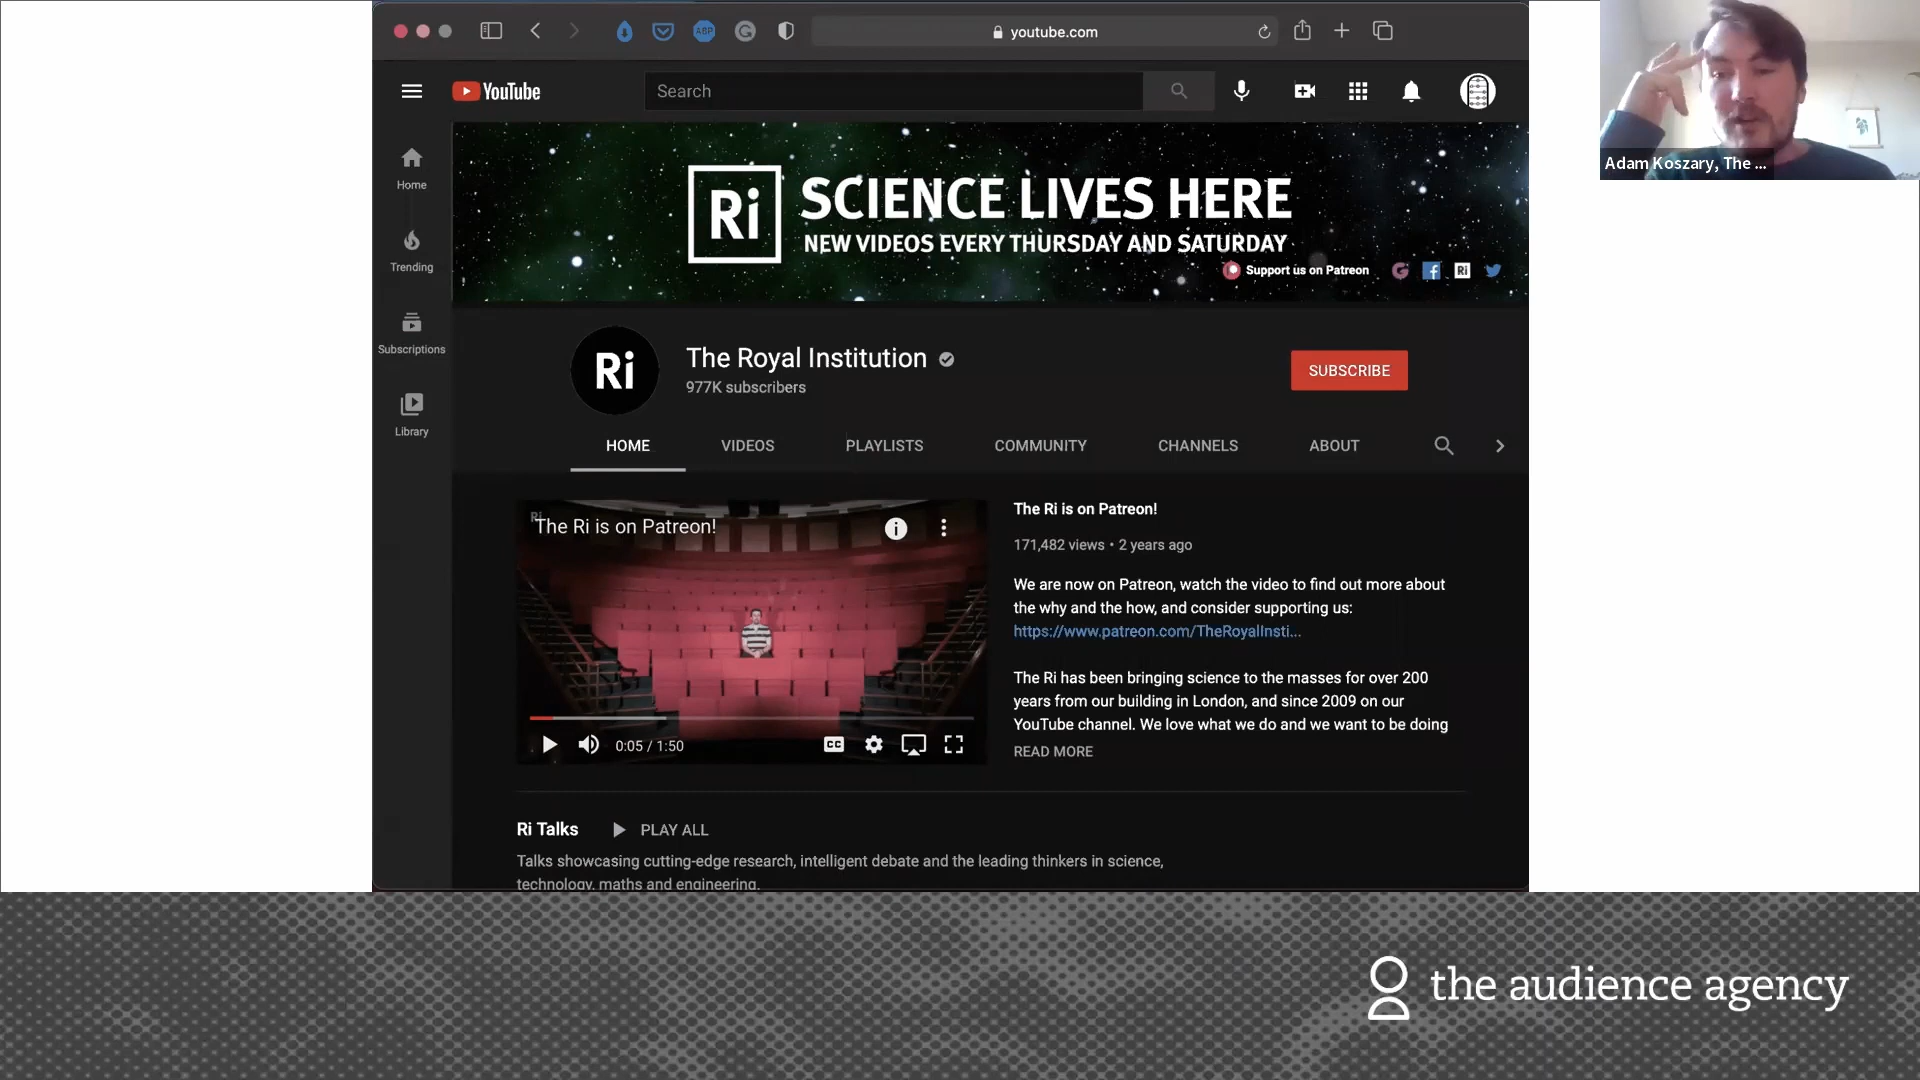 ABP
youtube.com
YouTube
Search
Home
Trending
Subscriptions
Library
Ri
SCIENCE LIVES HERE
NEW VIDEOS EVERY THURSDAY AND SATURDAY
Support us on Patreon
Ri
Ri
The Royal Institution
977K subscribers
SUBSCRIBE
HOME
VIDEOS
PLAYLISTS
COMMUNITY
CHANNELS
ABOUT
Ri
The Ri is on Patreon!
0:05 / 1:50
CC
The Ri is on Patreon!
171,482 views • 2 years ago
We are now on Patreon, watch the video to find out more about
the why and the how, and consider supporting us:
https://www.patreon.com/TheRoyalInsti...
The Ri has been bringing science to the masses for over 200
years from our building in London, and since 2009 on our
YouTube channel. We love what we do and we want to be doing
READ MORE
Ri Talks
PLAY ALL
Talks showcasing cutting-edge research, intelligent debate and the leading thinkers in science,
technology, maths and engineering.
Adam Koszary, The ...
the audience agency